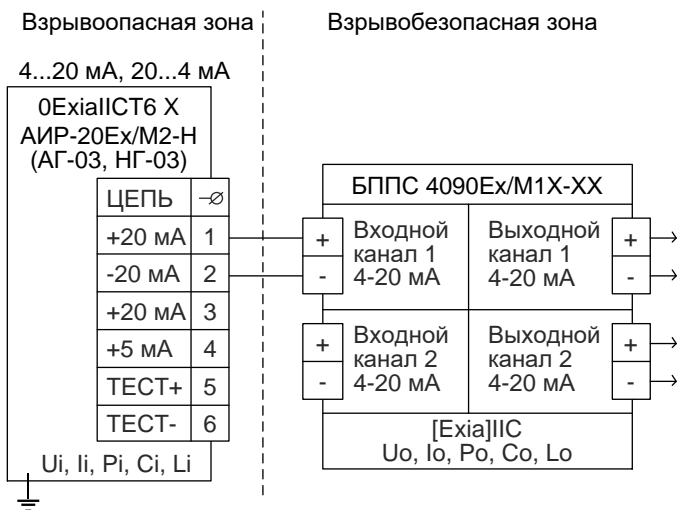 Взрывоопасная зона
Взрывобезопасная зона
4...20 мА, 20...4 мА
0ExiaIICT6 X
АИР-20Ex/М2-Н
(АГ-03, НГ-03)
ЦЕПЬ
+20 мА 1
-20 мА 2
+20 мА 3
+5 мА 4
ТЕСТ+ 5
ТЕСТ- 6
Ui, Ii, Pi, Ci, Li
БППС 4090Ex/М1Х-ХХ
+
-
Входной
канал 1
4-20 мА
Выходной
канал 1
4-20 мА
+
-
+
-
Входной
канал 2
4-20 мА
Выходной
канал 2
4-20 мА
+
-
[Exia]IIC
Uo, Io, Po, Co, Lo